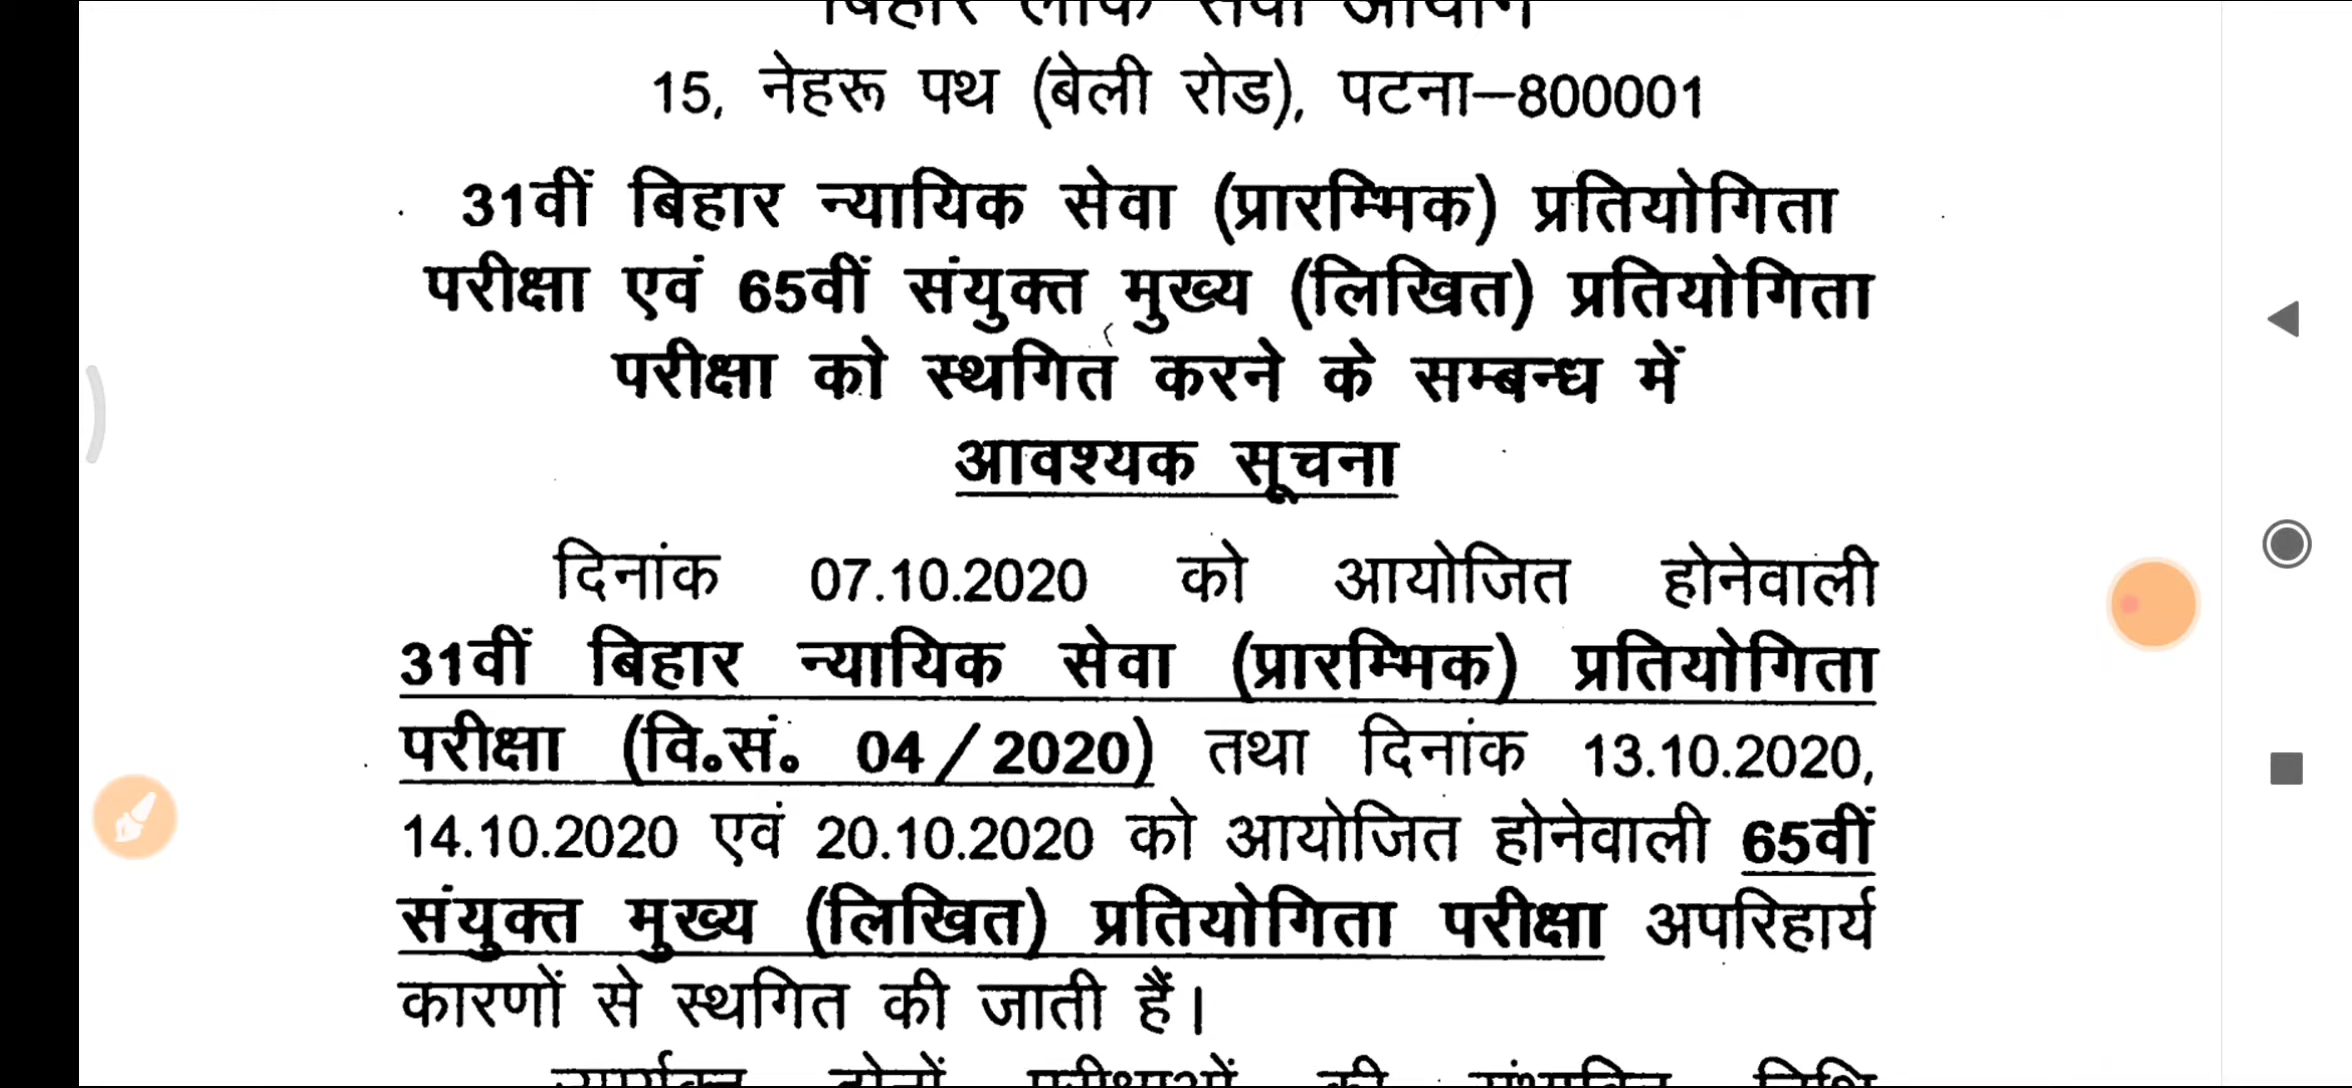 बिहार लोक सेवा आयोग
15, नेहरू पथ (बेली रोड), पटना–800001
31वीं बिहार न्यायिक सेवा (प्रारम्भिक) प्रतियोगिता
परीक्षा एवं 65वीं संयुक्त मुख्य (लिखित) प्रतियोगिता
परीक्षा को स्थगित करने के सम्बन्ध में
आवश्यक सूचना
दिनांक 07.10.2020 को आयोजित होनेवाली
31वीं बिहार न्यायिक सेवा (प्रारम्भिक) प्रतियोगिता
परीक्षा (वि॰सं॰ 04/2020) तथा दिनांक 13.10.2020,
14.10.2020 एवं 20.10.2020 को आयोजित होनेवाली 65वीं
संयुक्त मुख्य (लिखित) प्रतियोगिता परीक्षा अपरिहार्य
कारणों से स्थगित की जाती हैं।
दोनों परीक्षाओं की संभावित तिथि